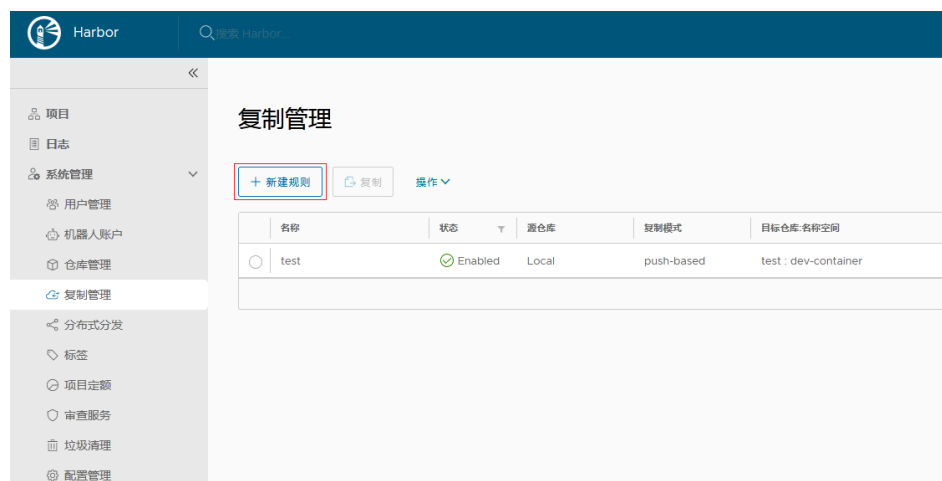 Harbor
搜索 Harbor...
«
项目
日志
系统管理
用户管理
机器人账户
仓库管理
复制管理
分布式分发
标签
项目定额
审查服务
垃圾清理
配置管理
复制管理
+ 新建规则 复制 操作
名称 状态 源仓库 复制模式 目标仓库:名称空间
test Enabled Local push-based test : dev-container